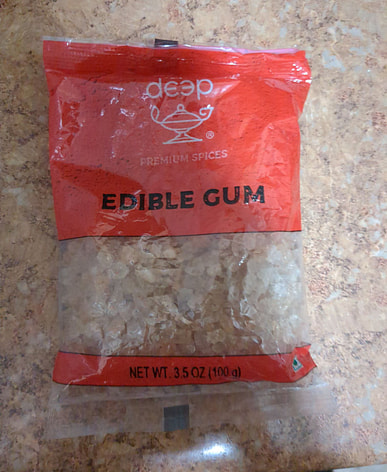 deep
®
PREMIUM SPICES
EDIBLE GUM
NET WT. 3.5 OZ (100 g)